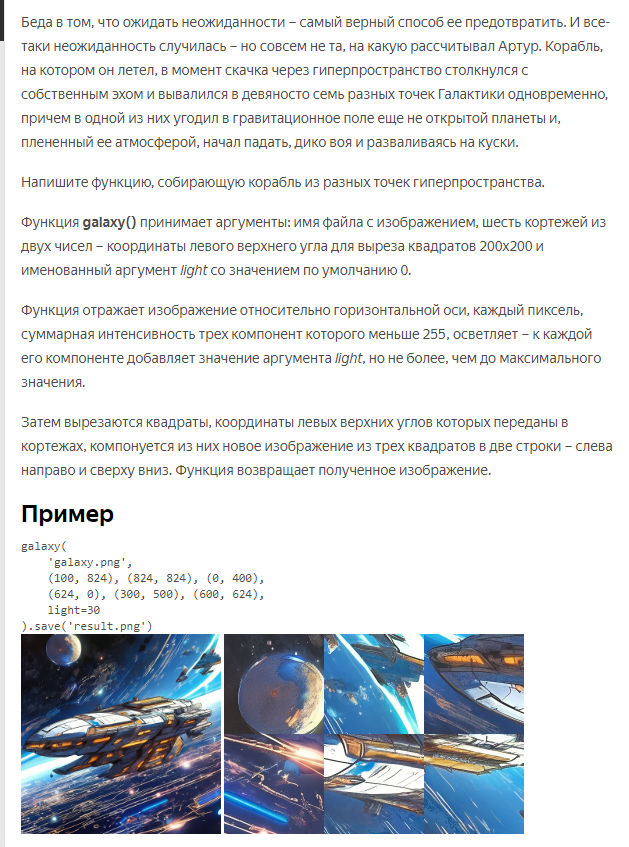 Беда в том, что ожидать неожиданности – самый верный способ ее предотвратить. И все-
таки неожиданность случилась – но совсем не та, на какую рассчитывал Артур. Корабль,
на котором он летел, в момент скачка через гиперпространство столкнулся с
собственным эхом и вывалился в девяносто семь разных точек Галактики одновременно,
причем в одной из них угодил в гравитационное поле еще не открытой планеты и,
плененный ее атмосферой, начал падать, дико воя и разваливаясь на куски.
Напишите функцию, собирающую корабль из разных точек гиперпространства.
Функция galaxy() принимает аргументы: имя файла с изображением, шесть кортежей из
двух чисел – координаты левого верхнего угла для выреза квадратов 200х200 и
именованный аргумент light со значением по умолчанию 0.
Функция отражает изображение относительно горизонтальной оси, каждый пиксель,
суммарная интенсивность трех компонент которого меньше 255, осветляет – к каждой
его компоненте добавляет значение аргумента light, но не более, чем до максимального
значения.
Затем вырезаются квадраты, координаты левых верхних углов которых переданы в
кортежах, компонуется из них новое изображение из трех квадратов в две строки – слева
направо и сверху вниз. Функция возвращает полученное изображение.
Пример
galaxy(
    'galaxy.png',
    (100, 824), (824, 824), (0, 400),
    (624, 0), (300, 500), (600, 624),
    light=30
).save('result.png')